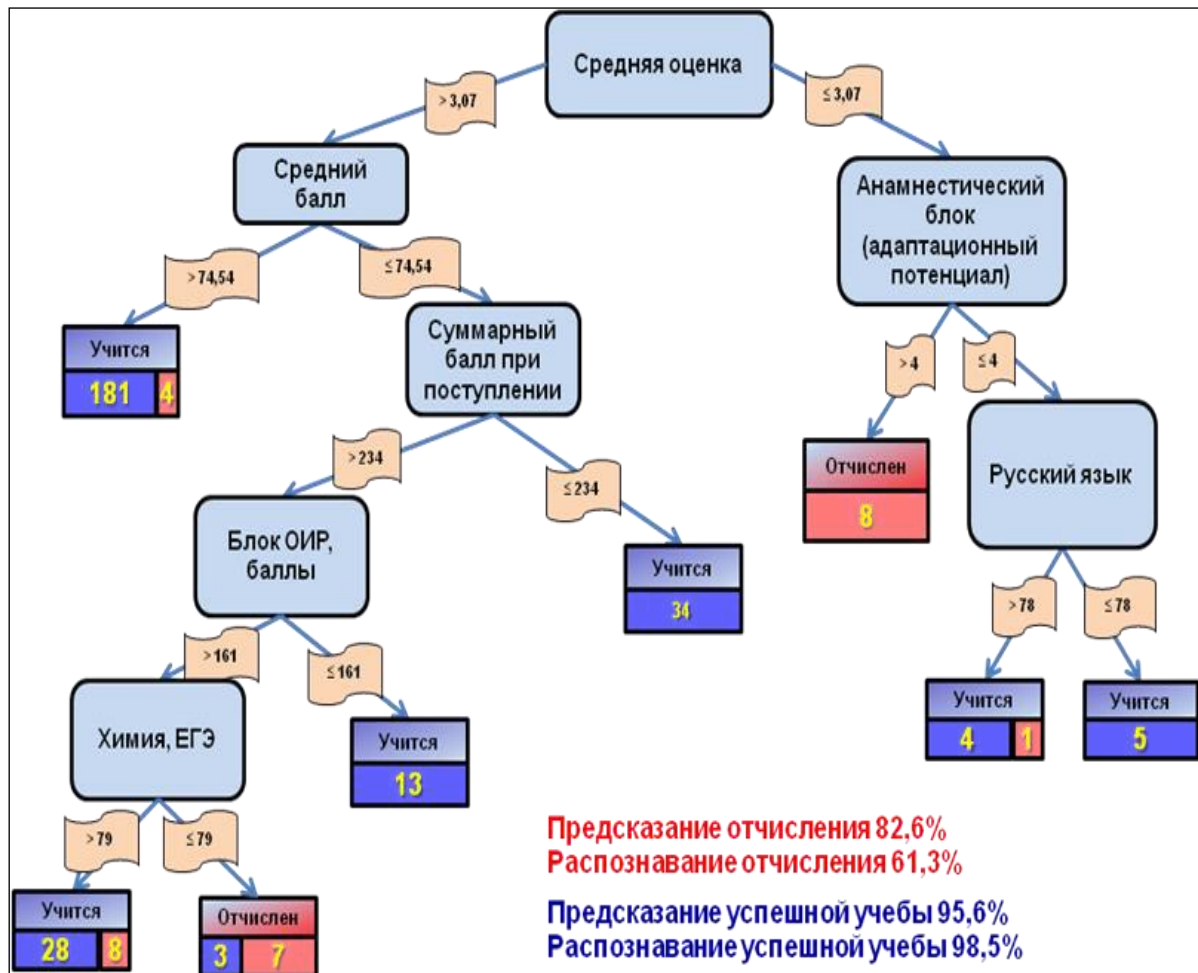 Средняя оценка
> 3,07
≤ 3,07
Средний
балл
Анамнестический
блок
(адаптационный
потенциал)
> 74,54
≤ 74,54
Учится
181 4
Суммарный
балл при
поступлении
> 4
≤ 4
Отчислен
8
Русский язык
> 234
≤ 234
Блок ОИР,
баллы
Учится
34
> 78
≤ 78
Учится
4 1
Учится
5
> 161
≤ 161
Химия, ЕГЭ
Учится
13
> 79
≤ 79
Учится
28 8
Отчислен
3 7
Предсказание отчисления 82,6%
Распознавание отчисления 61,3%
Предсказание успешной учебы 95,6%
Распознавание успешной учебы 98,5%